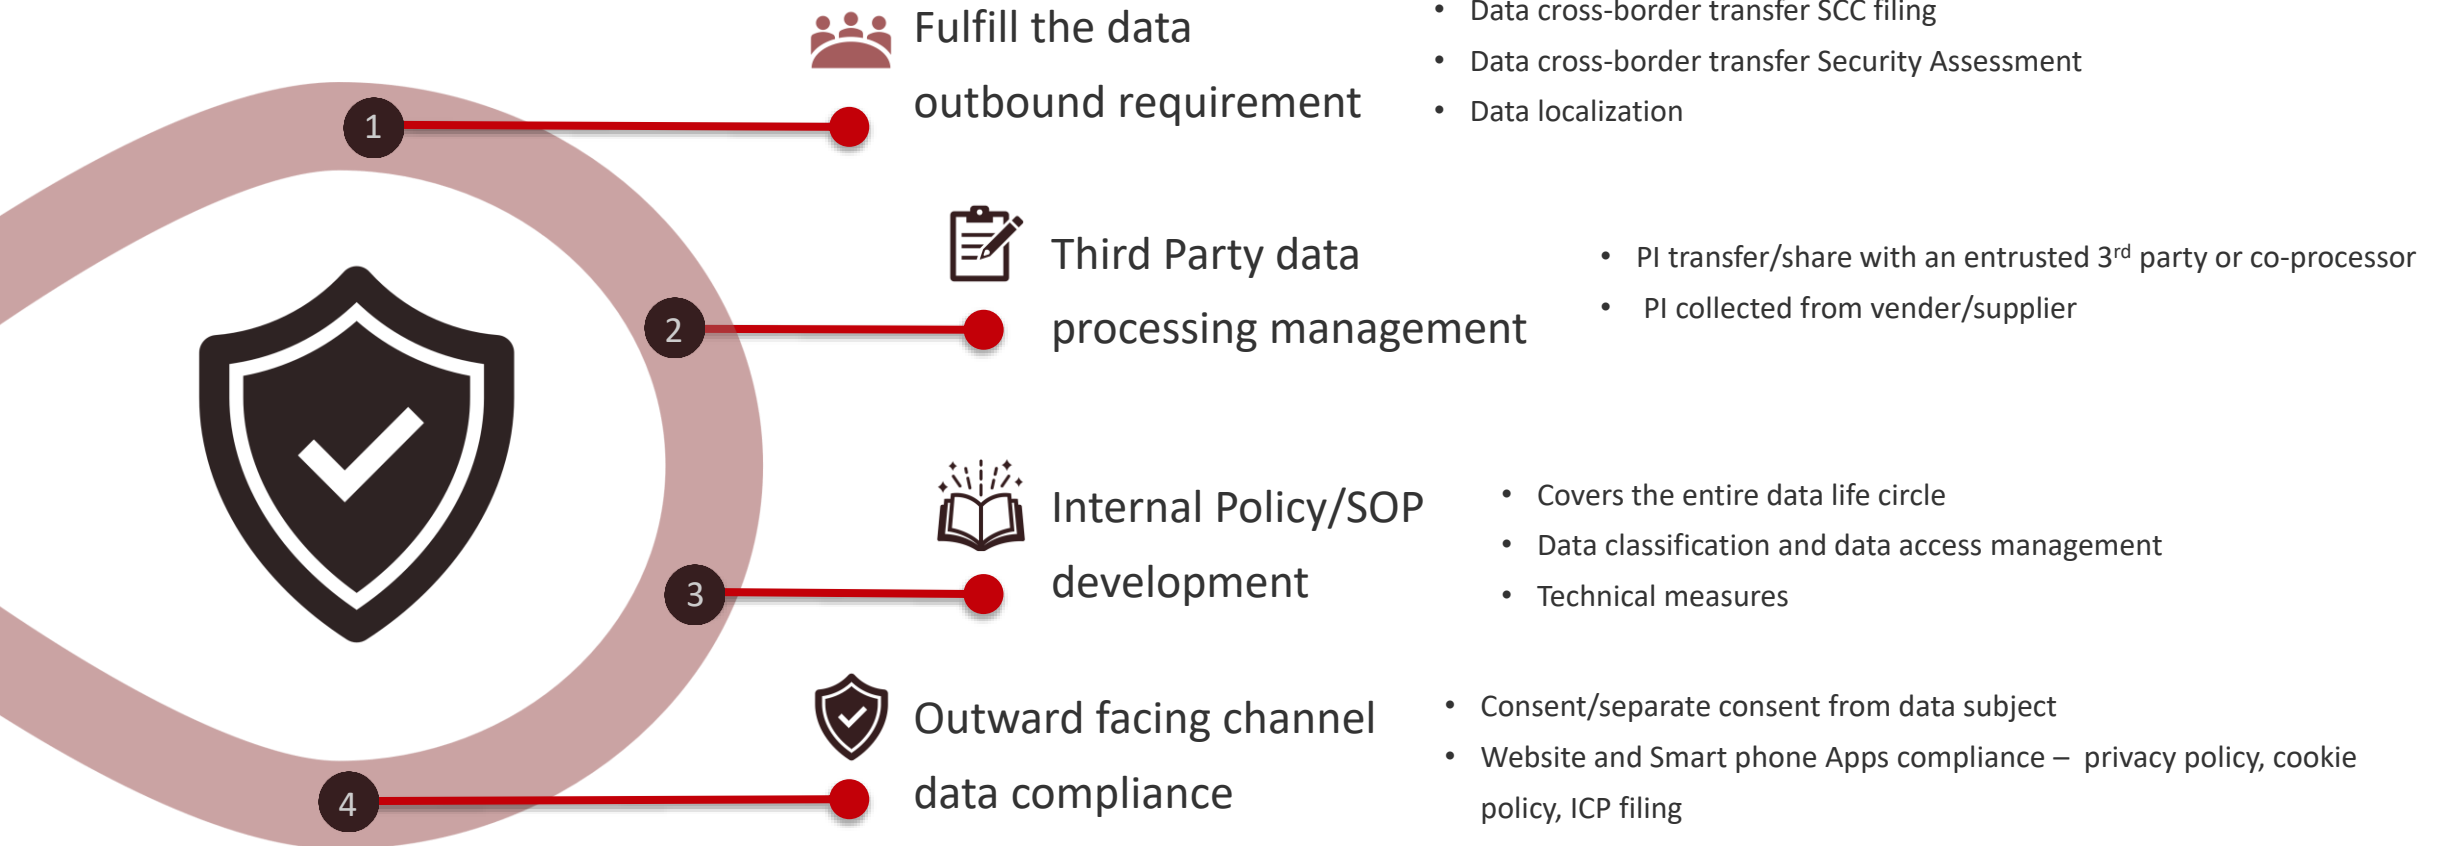 1
Fulfill the data
outbound requirement
• Data cross-border transfer SCC filing
• Data cross-border transfer Security Assessment
• Data localization
2
Third Party data
processing management
• PI transfer/share with an entrusted 3rd party or co-processor
• PI collected from vender/supplier
3
Internal Policy/SOP
development
• Covers the entire data life circle
• Data classification and data access management
• Technical measures
4
Outward facing channel
data compliance
• Consent/separate consent from data subject
• Website and Smart phone Apps compliance – privacy policy, cookie
policy, ICP filing